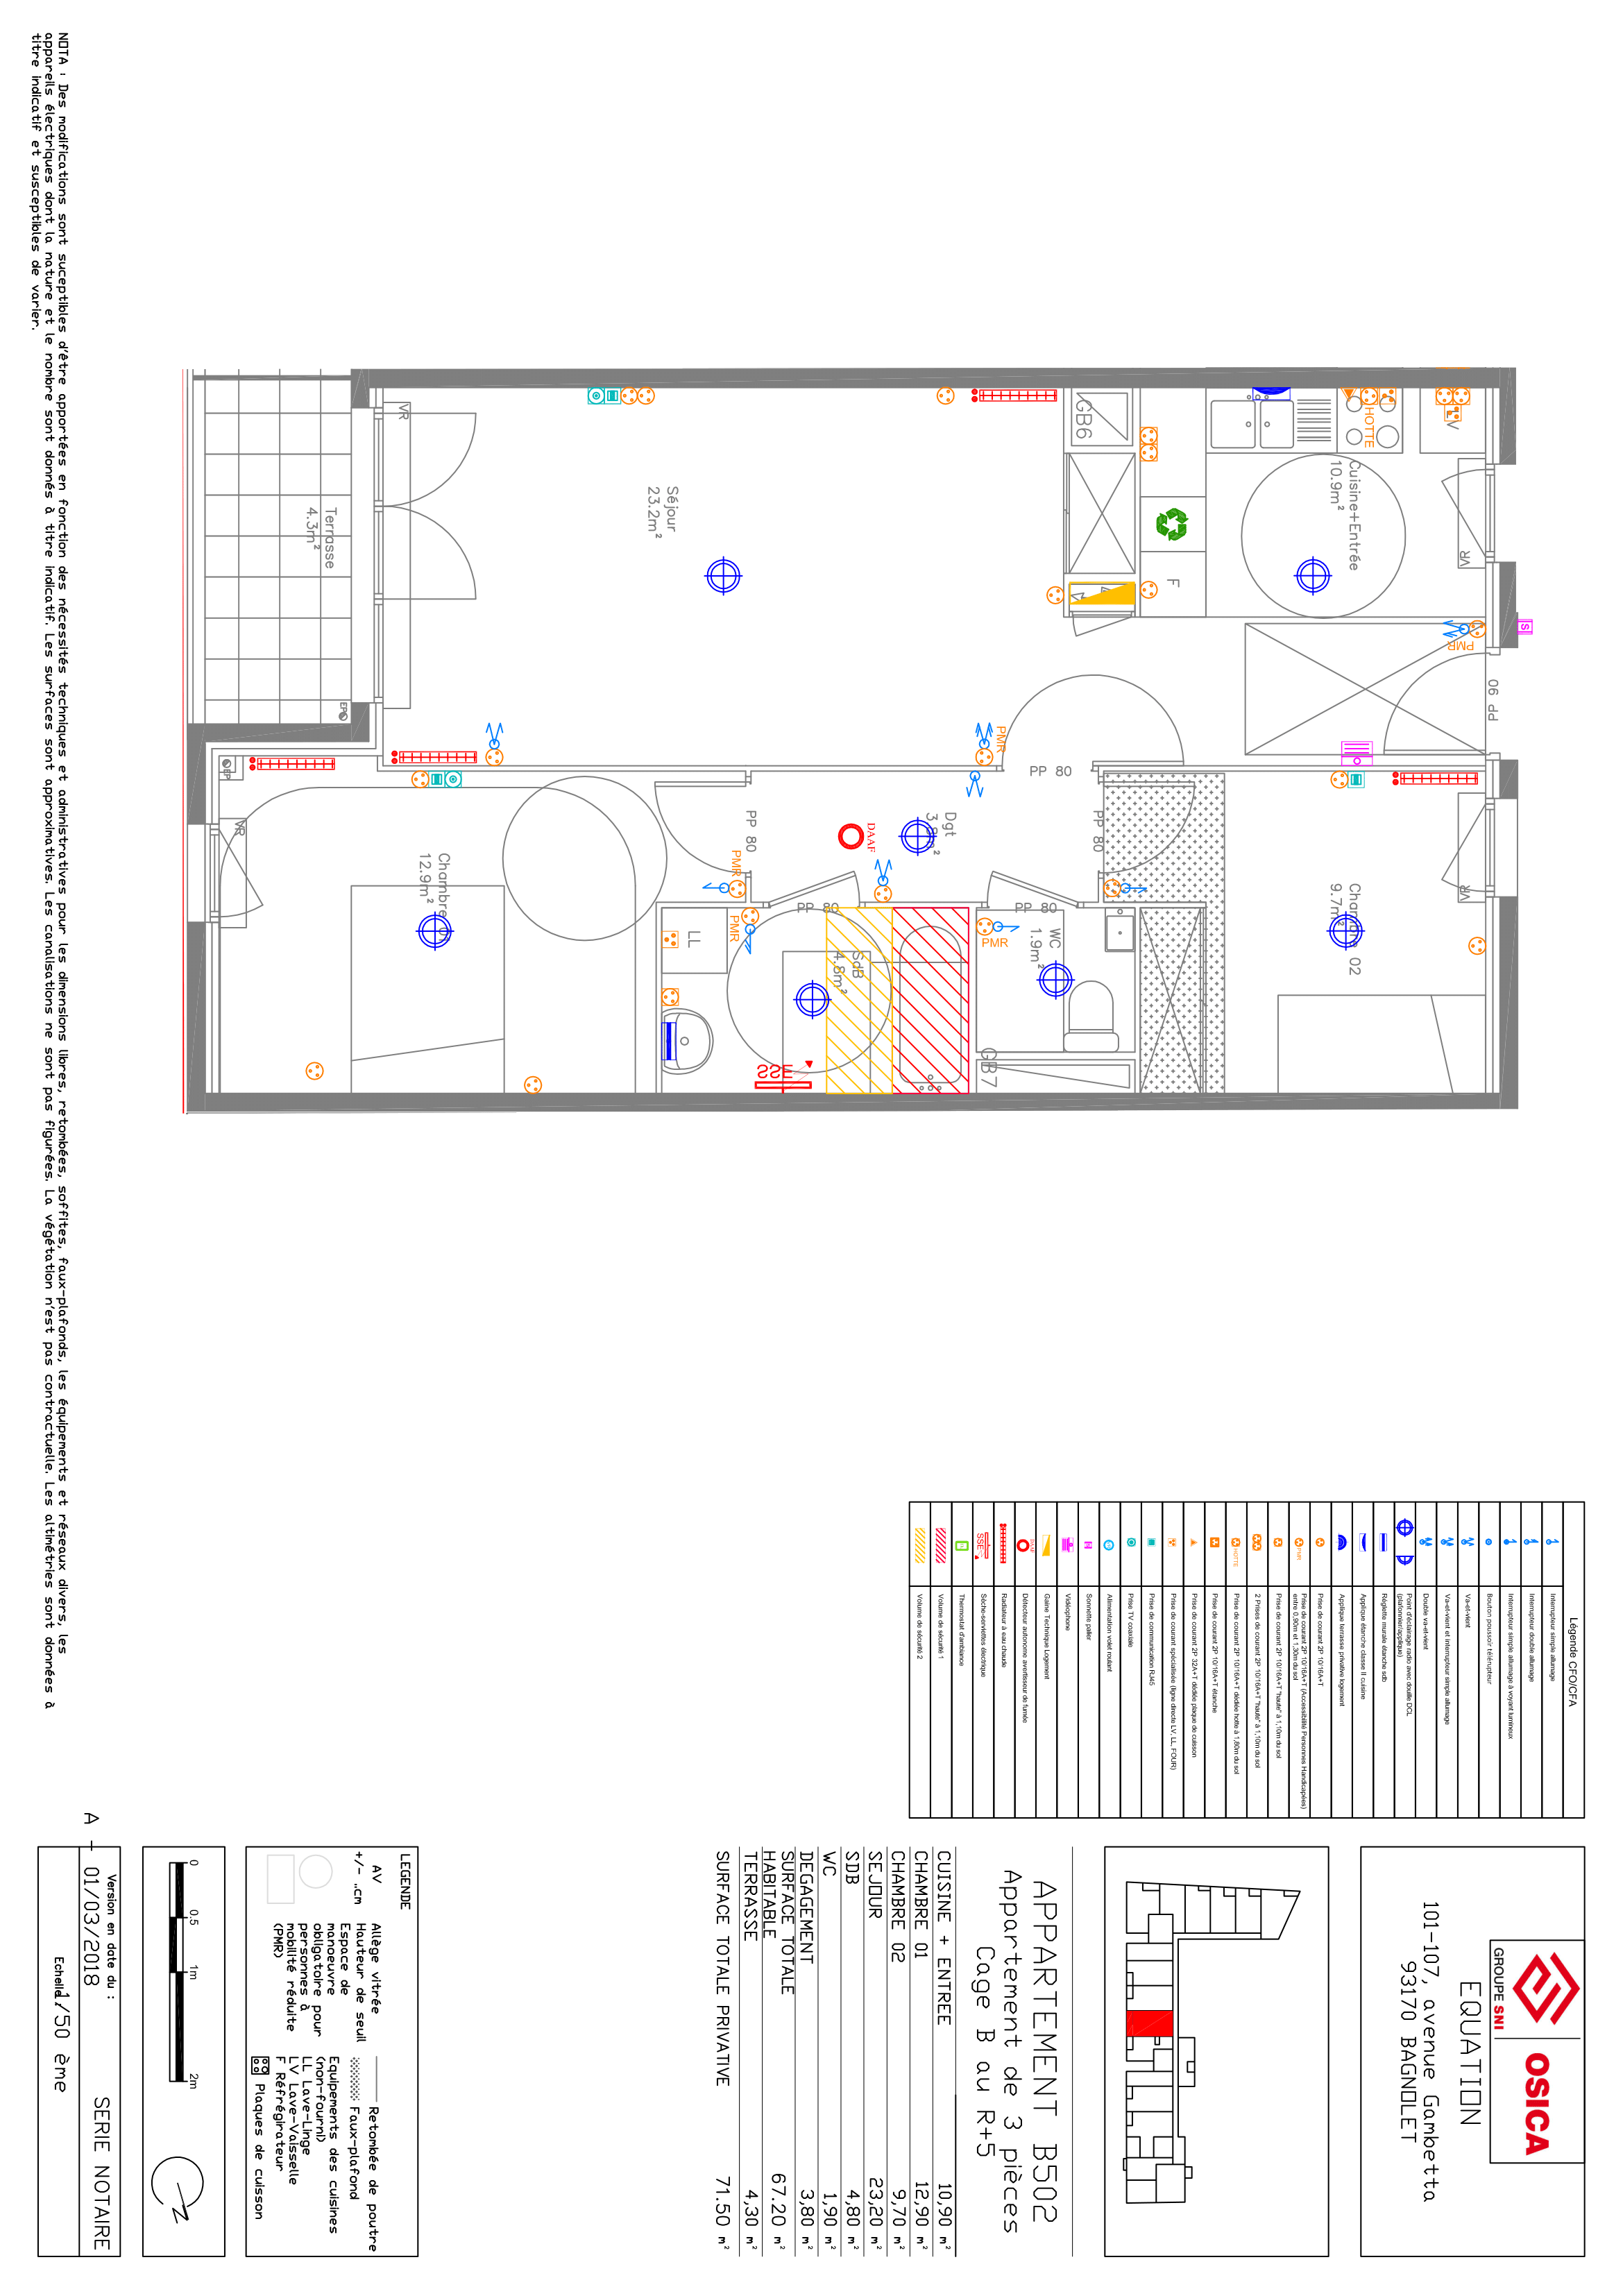 GROUPE SNI
OSICA
EQUATION
101-107, avenue Gambetta
93170 BAGNOLET
APPARTEMENT B502
Appartement de 3 pièces
Cage B au R+5
CUISINE + ENTREE 10,90 m²
CHAMBRE 01 12,90 m²
CHAMBRE 02 9,70 m²
SEJOUR 23,20 m²
SDB 4,80 m²
WC 1,90 m²
DEGAGEMENT 3,80 m²
SURFACE TOTALE
HABITABLE 67.20 m²
TERRASSE 4,30 m²
SURFACE TOTALE PRIVATIVE 71.50 m²
LEGENDE
AV Allège vitrée
+/- ..cm Hauteur de seuil
Espace de
manoeuvre
obligatoire pour
personnes à
mobilité réduite
(PMR)
Retombée de poutre
Faux-plafond
Equipements des cuisines
(non-fourni)
LL Lave-Linge
LV Lave-Vaisselle
F Réfrigérateur
Plaques de cuisson
0 0.5 1m 2m
N
A -
Version en date du :
01/03/2018
SERIE NOTAIRE
Echelle 1/50 ème
Légende CFO/CFA
Interrupteur simple allumage
Interrupteur double allumage
Interrupteur simple allumage à voyant lumineux
Bouton poussoir télérupteur
Va-et-vient
Va-et-vient et interrupteur simple allumage
Double va-et-vient
Point d'éclairage radio avec douille DCL
(plafonnier/applique)
Réglette murale étanche sdb
Applique étanche classe II cuisine
Applique terrasse privative logement
Prise de courant 2P 10/16A+T
PMR
Prise de courant 2P 10/16A+T (Accessibilité Personnes Handicapées)
entre 0,90m et 1,30m du sol
Prise de courant 2P 10/16A+T "haute" à 1,10m du sol
2 Prises de courant 2P 10/16A+T "haute" à 1,10m du sol
HOTTE
Prise de courant 2P 10/16A+T dédiée hotte à 1,80m du sol
Prise de courant 2P 10/16A+T étanche
Prise de courant 2P 32A+T dédiée plaque de cuisson
Prise de courant spécialisée (ligne directe LV, LL, FOUR)
Prise de communication RJ45
Prise TV coaxiale
Alimentation volet roulant
Sonnette palier
Vidéophone
Gaine Technique Logement
DAAF
Détecteur autonome avertisseur de fumée
Radiateur à eau chaude
SSE
Sèche-serviettes électrique
Thermostat d'ambiance
Volume de sécurité 1
Volume de sécurité 2
Cuisine+Entrée
10.9m²
HOTTE
LV
VR
F
GB6
PMR
S
PP 90
Séjour
23.2m²
VR
Terrasse
4.3m²
EP
PMR
PP 80
Dgt
DAAF
PP 80
PP 80
PP 80
PP 80
PMR
PMR
PMR
WC
1.9m²
GB7
SdB
4.8m²
LL
SSE
Chambre
12.9m²
VR
EP
02
9.7m²
VR
NOTA : Des modifications sont suceptibles d'être apportées en fonction des nécessités techniques et administratives pour les dimensions libres, retombées, soffites, faux-plafonds, les équipements et réseaux divers, les
appareils électriques dont la nature et le nombre sont donnés à titre indicatif. Les surfaces sont approximatives. Les canalisations ne sont pas figurées. La végétation n'est pas contractuelle. Les altimétries sont données à
titre indicatif et susceptibles de varier.